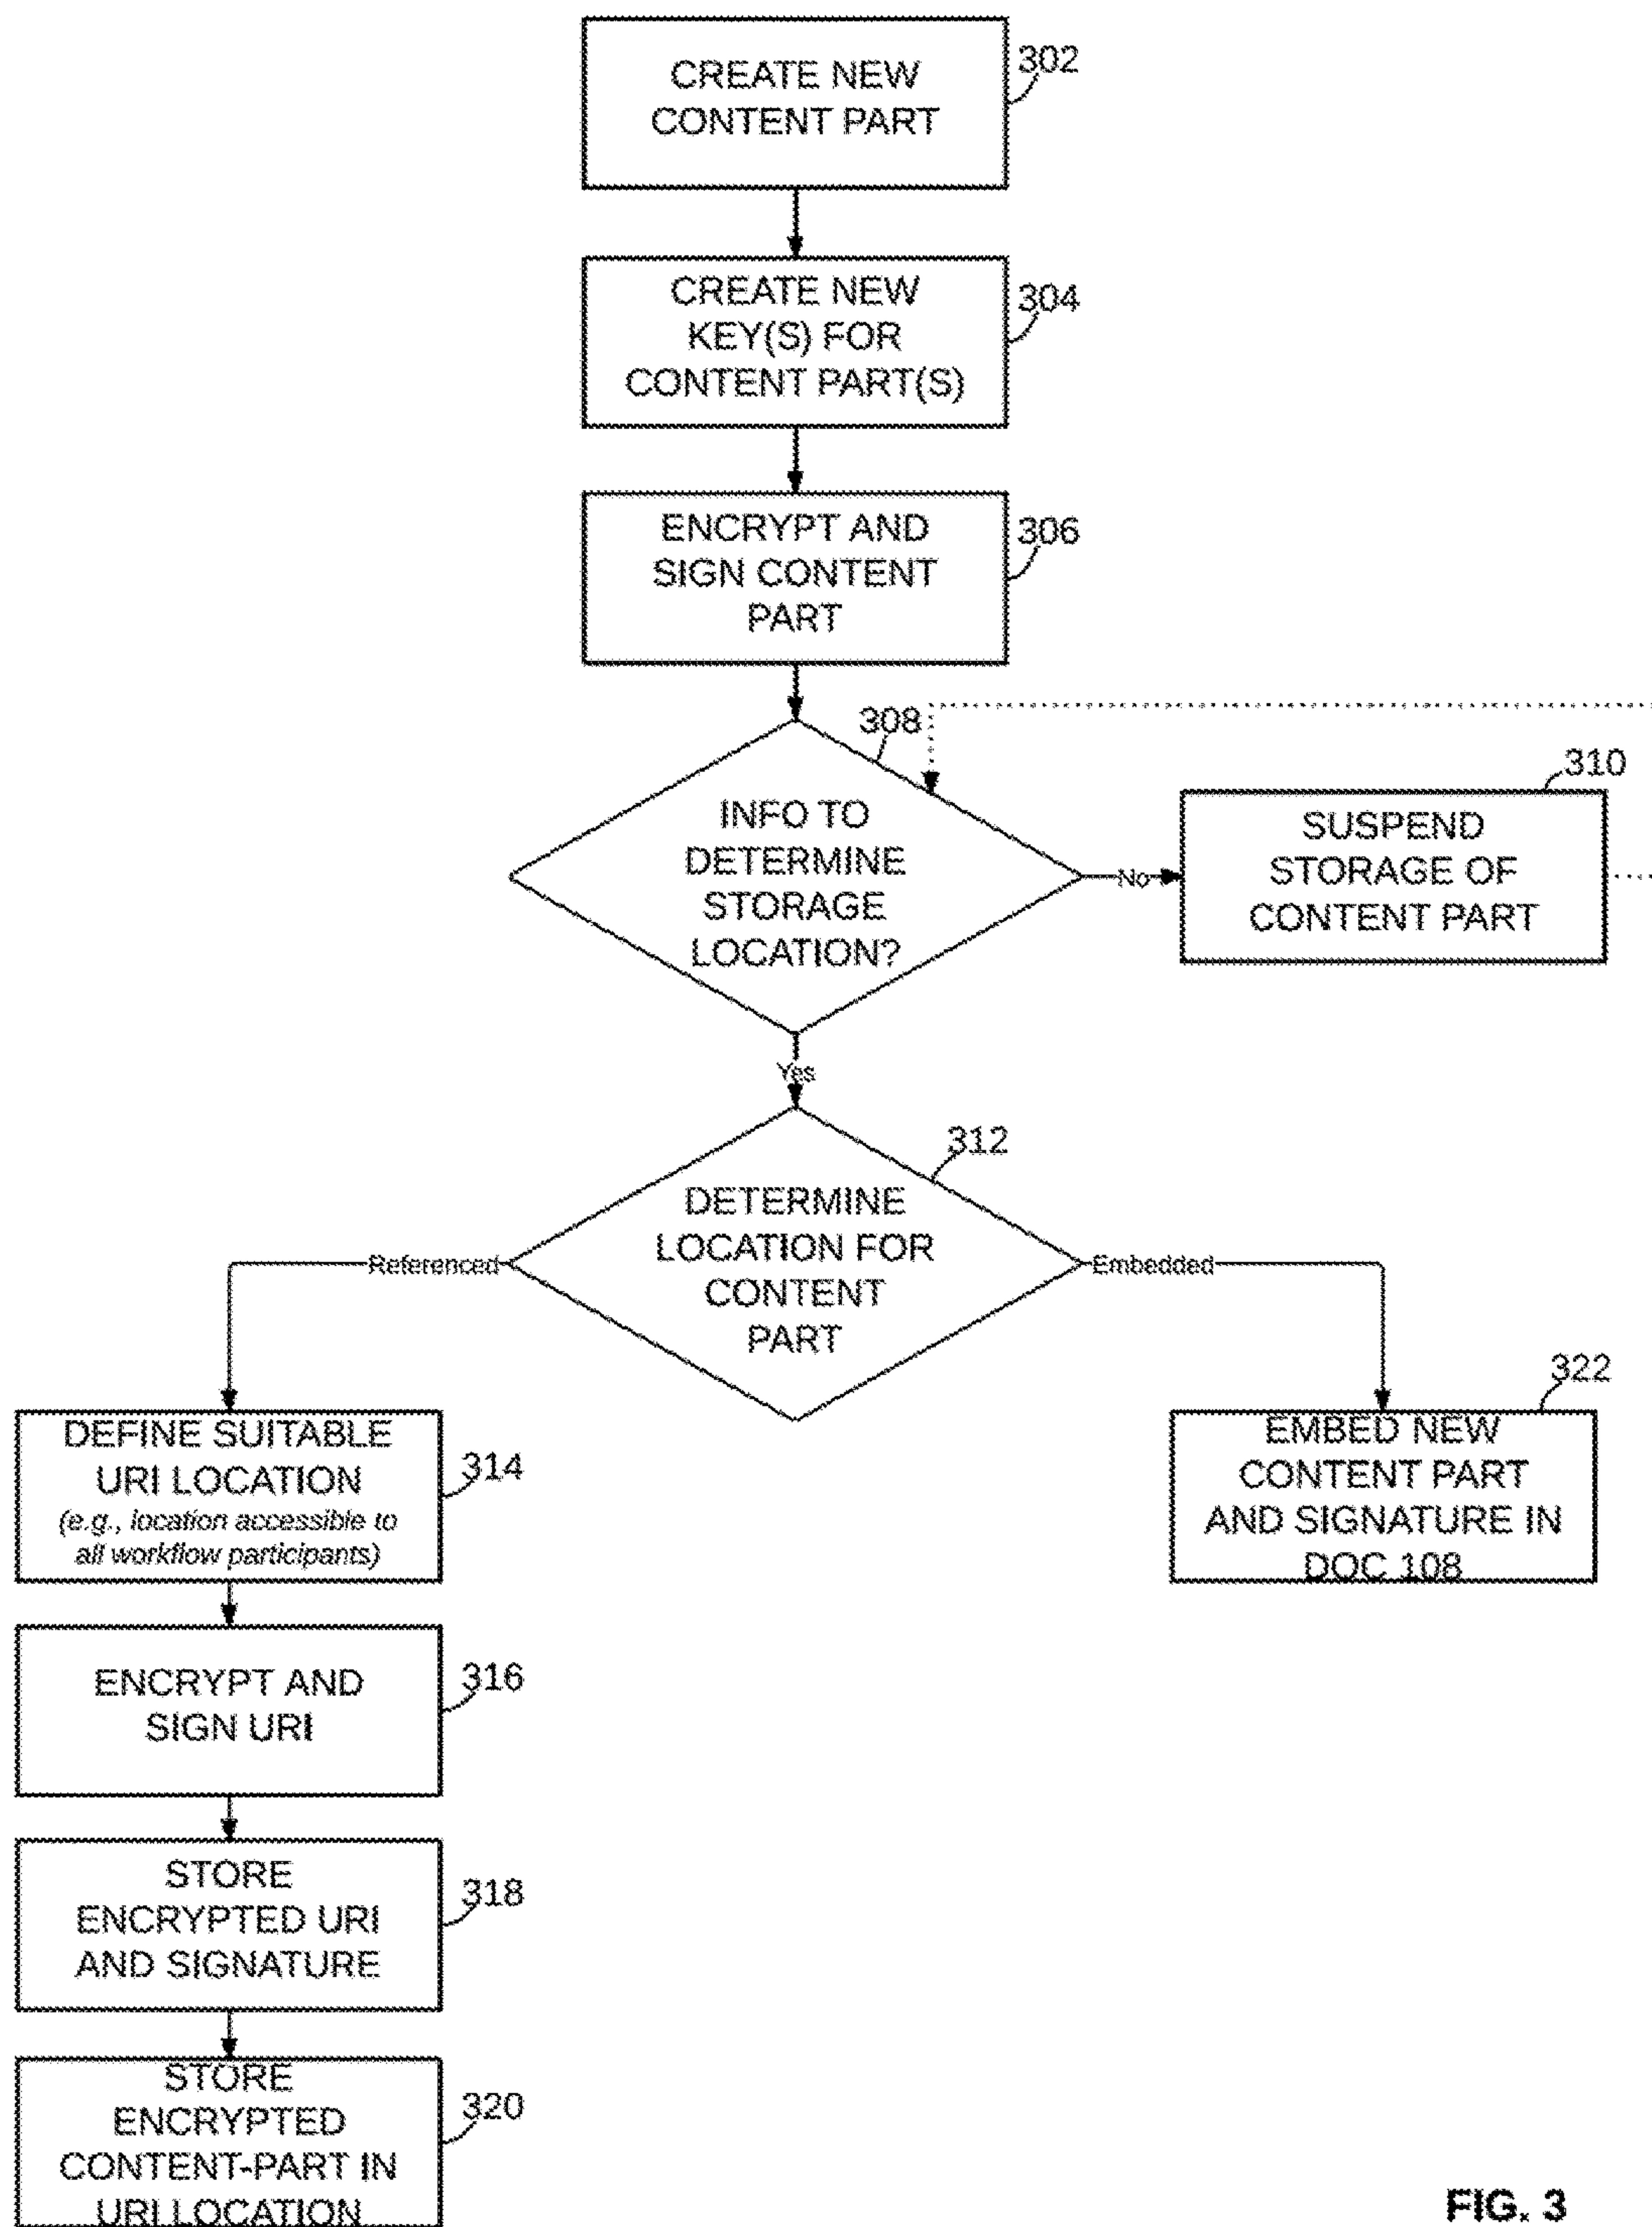 CREATE NEW
CONTENT PART
302
CREATE NEW
KEY(S) FOR
CONTENT PART(S)
304
ENCRYPT AND
SIGN CONTENT
PART
306
308
INFO TO
DETERMINE
STORAGE
LOCATION?
No
310
SUSPEND
STORAGE OF
CONTENT PART
Yes
312
DETERMINE
LOCATION FOR
CONTENT
PART
Referenced
Embedded
DEFINE SUITABLE
URI LOCATION
(e.g., location accessible to
all workflow participants)
314
322
EMBED NEW
CONTENT PART
AND SIGNATURE IN
DOC 108
ENCRYPT AND
SIGN URI
316
STORE
ENCRYPTED URI
AND SIGNATURE
318
STORE
ENCRYPTED
CONTENT-PART IN
URI LOCATION
320
FIG. 3